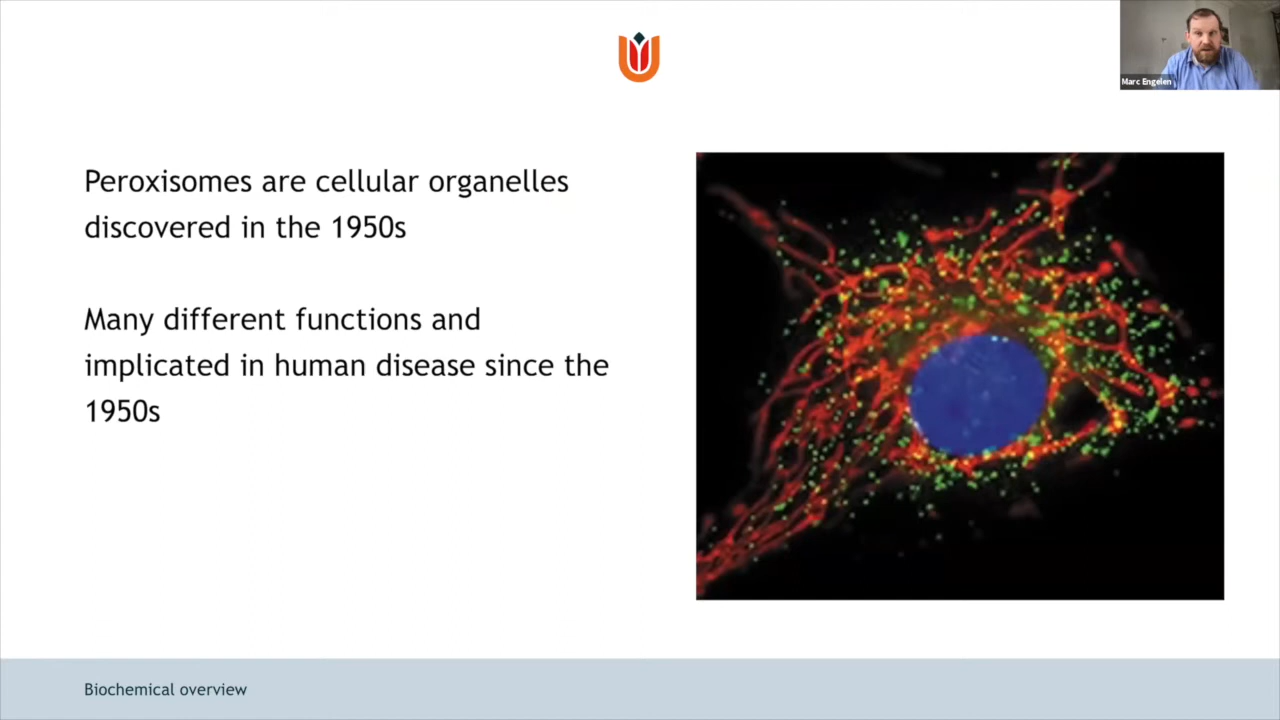 Marc Engelen
Peroxisomes are cellular organelles
discovered in the 1950s
Many different functions and
implicated in human disease since the
1950s
Biochemical overview